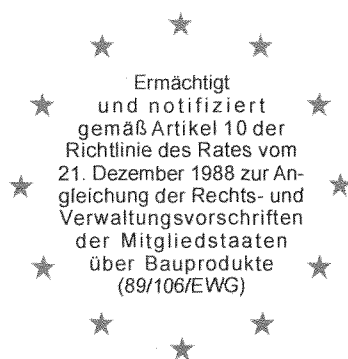 Ermächtigt
und notifiziert
gemäß Artikel 10 der
Richtlinie des Rates vom
21. Dezember 1988 zur An-
gleichung der Rechts- und
Verwaltungsvorschriften
der Mitgliedstaaten
über Bauprodukte
(89/106/EWG)